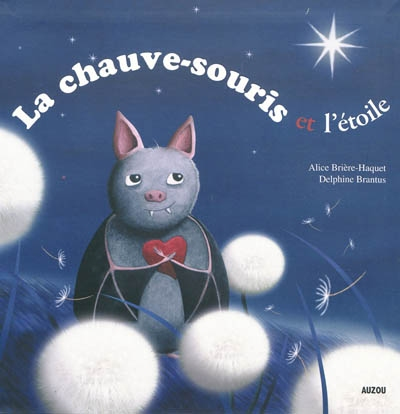 La chauve-souris et l'étoile
Alice Brière-Haquet
Delphine Brantus
AUZOU